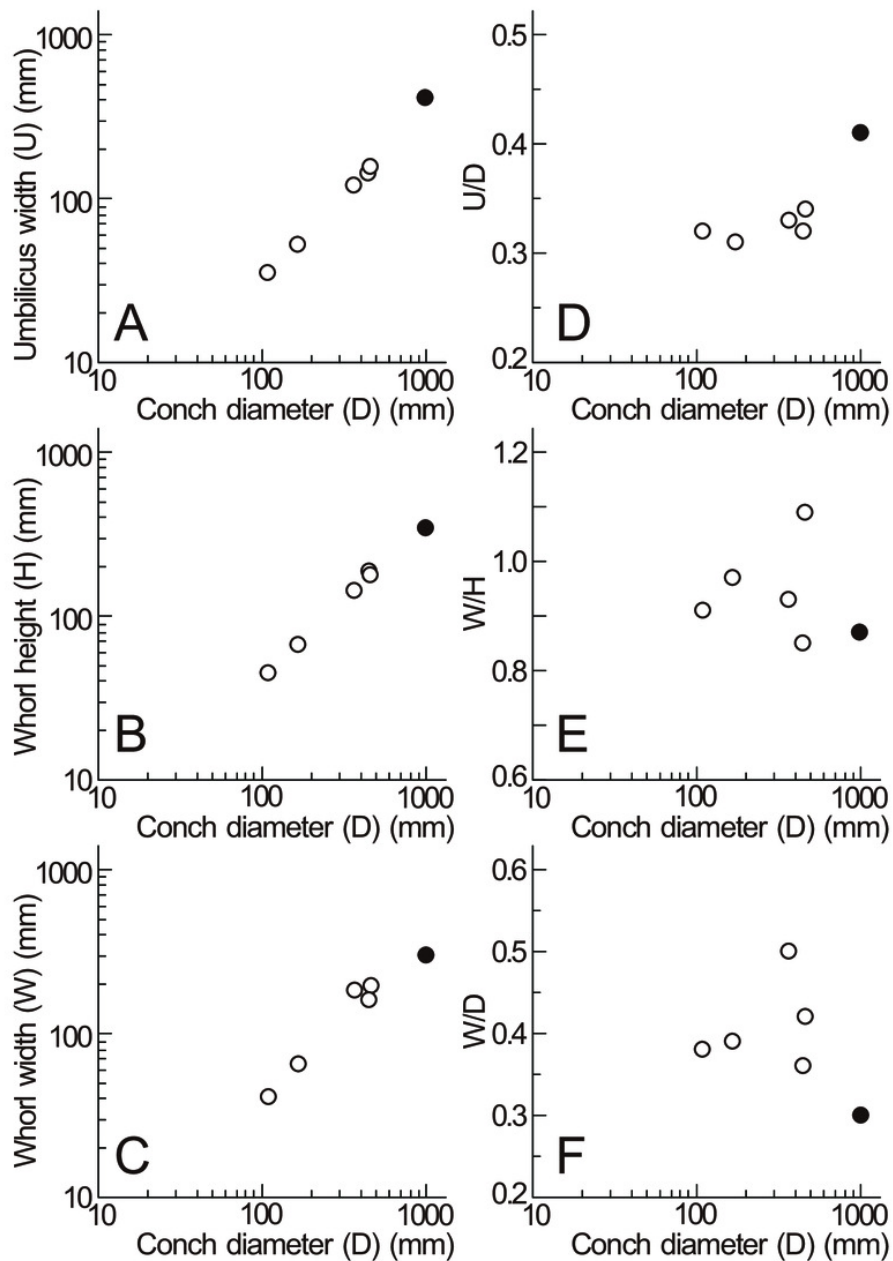 1000
100
10
Umbilicus width (U) (mm)
A
10
100
1000
Conch diameter (D) (mm)
0.5
0.4
0.3
0.2
U/D
D
10
100
1000
Conch diameter (D) (mm)
1000
100
10
Whorl height (H) (mm)
B
10
100
1000
Conch diameter (D) (mm)
1.2
1.0
0.8
0.6
W/H
E
10
100
1000
Conch diameter (D) (mm)
1000
100
10
Whorl width (W) (mm)
C
10
100
1000
Conch diameter (D) (mm)
0.6
0.5
0.4
0.3
0.2
W/D
F
10
100
1000
Conch diameter (D) (mm)